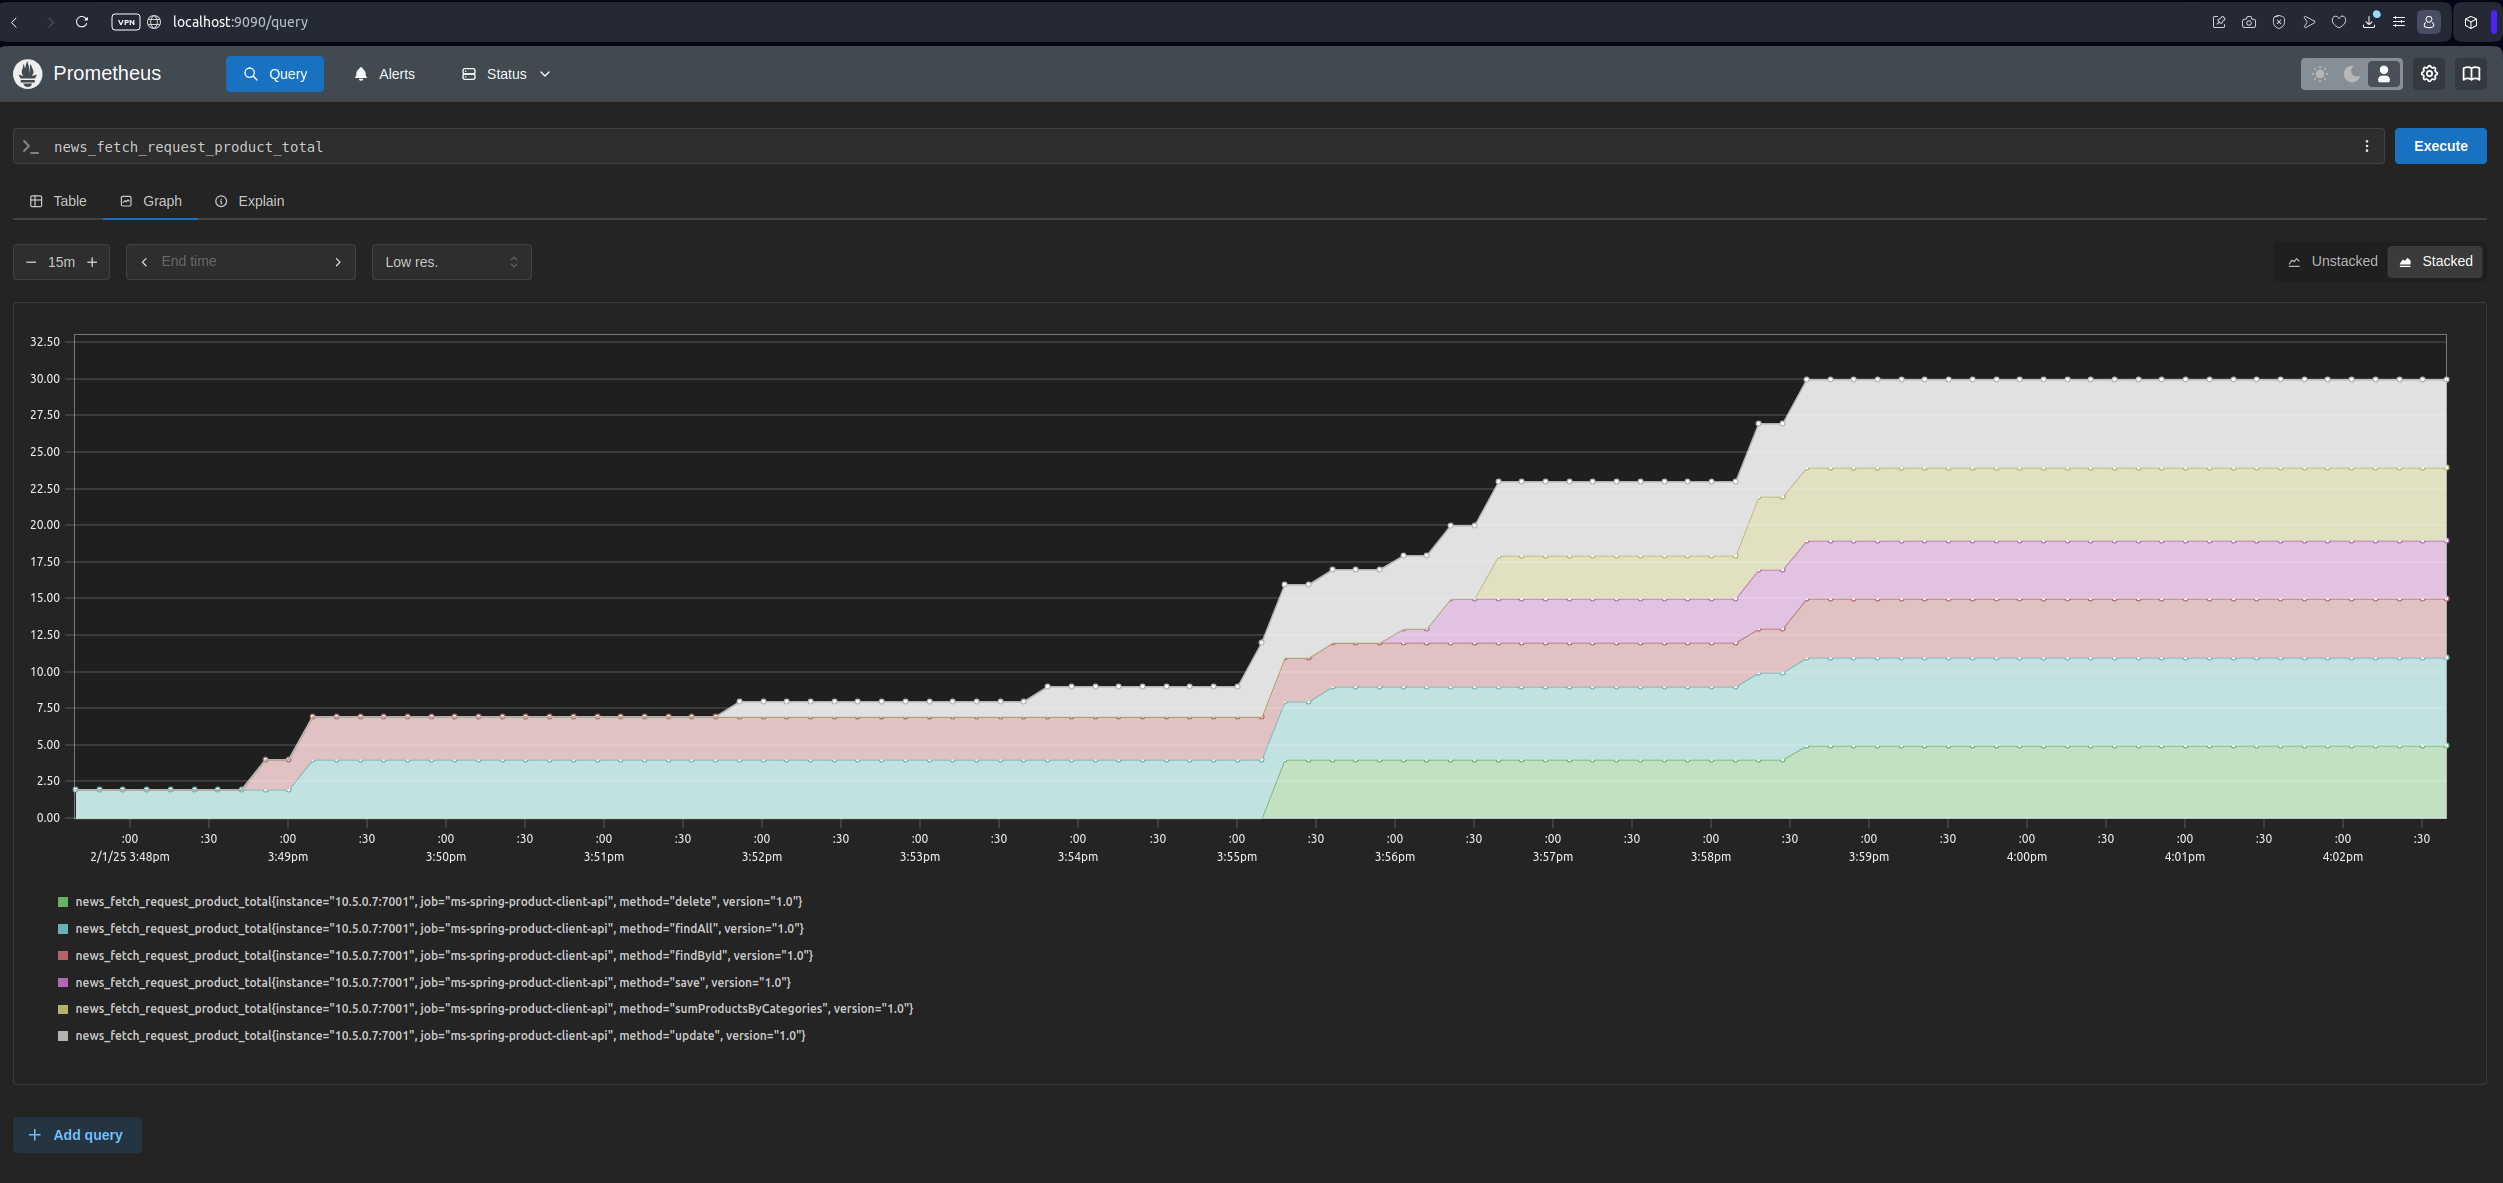 VPN localhost:9090/query
Prometheus Query Alerts Status
news_fetch_request_product_total Execute
Table Graph Explain
15m End time Low res. Unstacked Stacked
32.50
30.00
27.50
25.00
22.50
20.00
17.50
15.00
12.50
10.00
7.50
5.00
2.50
0.00
:00 :30 :00 :30 :00 :30 :00 :30 :00 :30 :00 :30 :00 :30 :00 :30 :00 :30 :00 :30 :00 :30 :00 :30 :00 :30 :00 :30 :00 :30
2/1/25 3:48pm 3:49pm 3:50pm 3:51pm 3:52pm 3:53pm 3:54pm 3:55pm 3:56pm 3:57pm 3:58pm 3:59pm 4:00pm 4:01pm 4:02pm
news_fetch_request_product_total{instance="10.5.0.7:7001", job="ms-spring-product-client-api", method="delete", version="1.0"}
news_fetch_request_product_total{instance="10.5.0.7:7001", job="ms-spring-product-client-api", method="findAll", version="1.0"}
news_fetch_request_product_total{instance="10.5.0.7:7001", job="ms-spring-product-client-api", method="findById", version="1.0"}
news_fetch_request_product_total{instance="10.5.0.7:7001", job="ms-spring-product-client-api", method="save", version="1.0"}
news_fetch_request_product_total{instance="10.5.0.7:7001", job="ms-spring-product-client-api", method="sumProductsByCategories", version="1.0"}
news_fetch_request_product_total{instance="10.5.0.7:7001", job="ms-spring-product-client-api", method="update", version="1.0"}
Add query